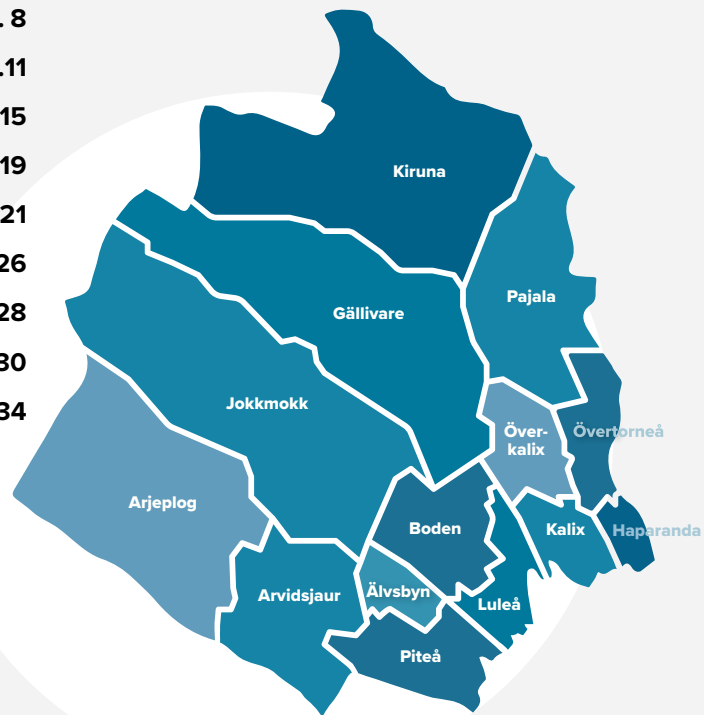 . 8
.11
15
19
21
26
28
30
34
Kiruna
Pajala
Gällivare
Jokkmokk
Över-
kalix
Övertorneå
Arjeplog
Boden
Kalix
Haparanda
Arvidsjaur
Älvsbyn
Luleå
Piteå